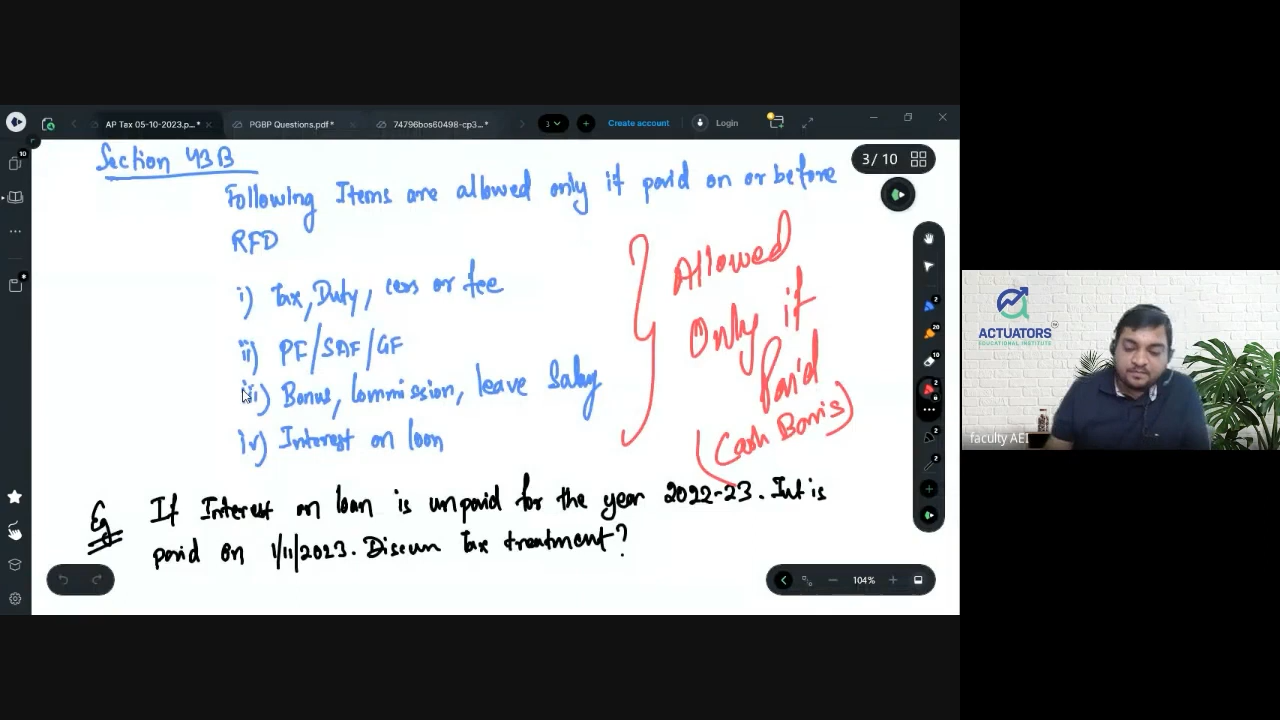 AP Tax 05-10-2023.p...*
PGBP Questions.pdf*
74796bos60498-cp3...*
3
Create account
Login
3 / 10
Section 43B
Following Items are allowed only if paid on or before
RFD
i) Tax, Duty, cess or fee
ii) PF/SAF/GF
iii) Bonus, Commission, leave Salary
iv) Interest on loan
Allowed
Only if
Paid
(Cash Basis)
Eg If Interest on loan is unpaid for the year 2022-23. Int is
paid on 1/11/2023. Discuss Tax treatment?
104%
ACTUATORS
EDUCATIONAL INSTITUTE
faculty AEI